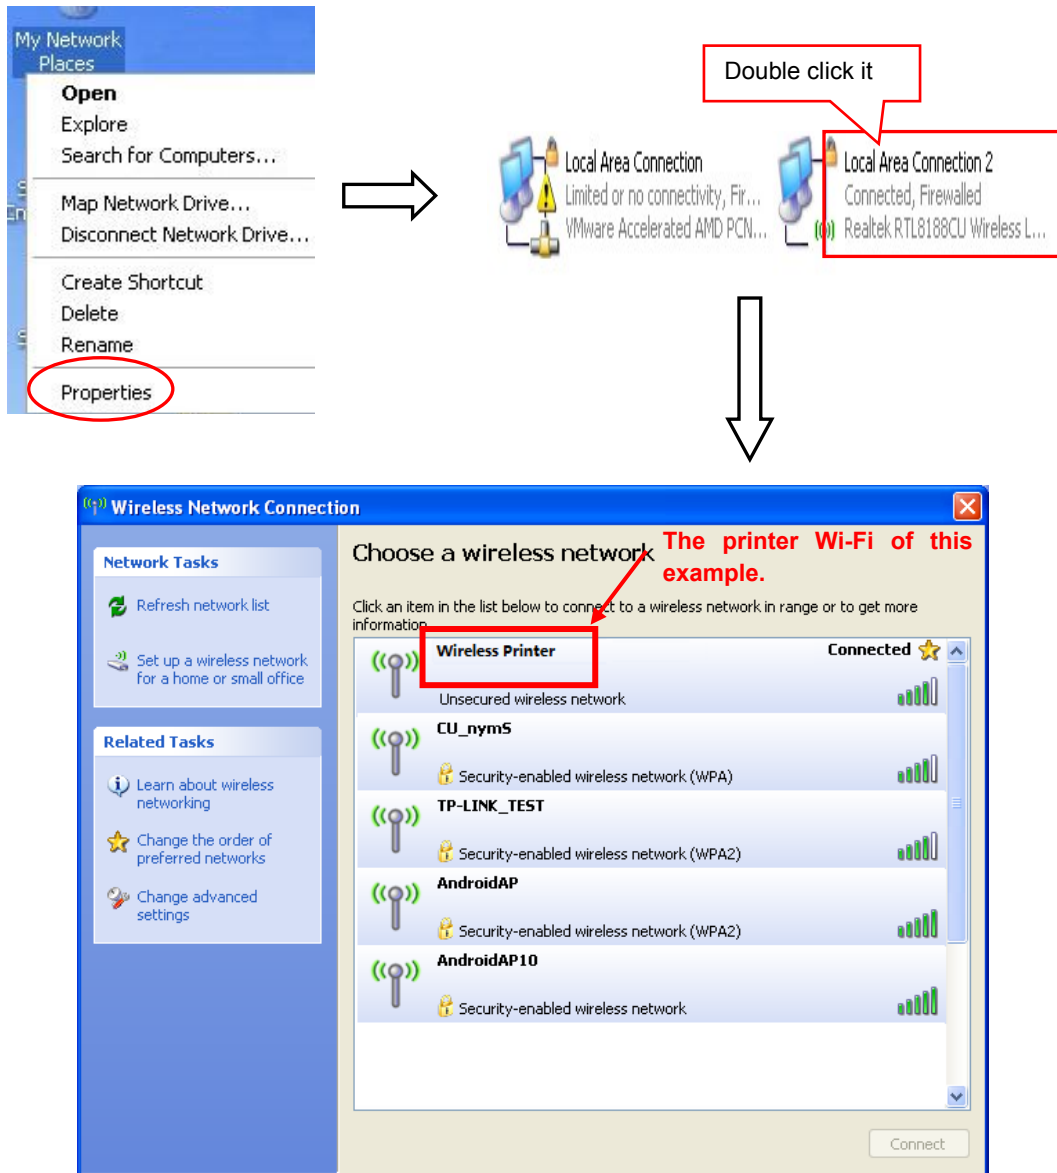 My Network
Places
Open
Explore
Search for Computers...
Map Network Drive...
Disconnect Network Drive...
Create Shortcut
Delete
Rename
Properties
Double click it
Local Area Connection
Limited or no connectivity, Fir...
VMware Accelerated AMD PCN...
Local Area Connection 2
Connected, Firewalled
Realtek RTL8188CU Wireless L...
Wireless Network Connection
Network Tasks
Refresh network list
Set up a wireless network
for a home or small office
Related Tasks
Learn about wireless
networking
Change the order of
preferred networks
Change advanced
settings
Choose a wireless network
The printer Wi-Fi of this
example.
Click an item in the list below to connect to a wireless network in range or to get more
information.
Wireless Printer
Connected
Unsecured wireless network
CU_nymS
Security-enabled wireless network (WPA)
TP-LINK_TEST
Security-enabled wireless network (WPA2)
AndroidAP
Security-enabled wireless network (WPA2)
AndroidAP10
Security-enabled wireless network
Connect